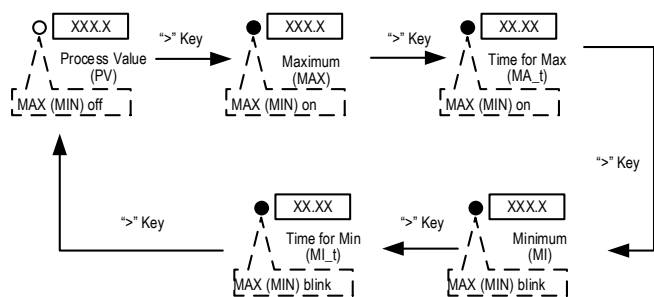 XXX.X
Process Value
(PV)
MAX (MIN) off
“>” Key
XXX.X
Maximum
(MAX)
MAX (MIN) on
“>” Key
XX.XX
Time for Max
(MA_t)
MAX (MIN) on
“>” Key
XXX.X
Minimum
(MI)
MAX (MIN) blink
“>” Key
XX.XX
Time for Min
(MI_t)
MAX (MIN) blink
“>” Key